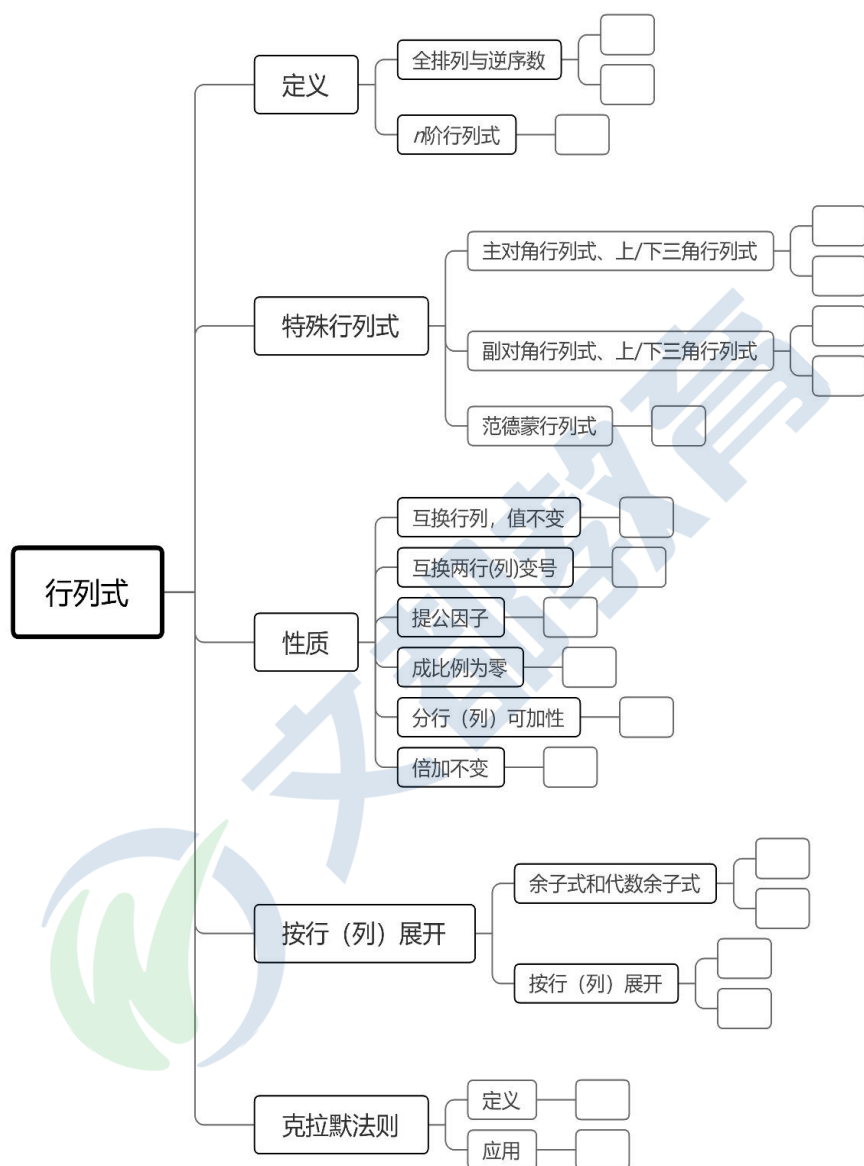 行列式
定义
全排列与逆序数
n阶行列式
特殊行列式
主对角行列式、上/下三角行列式
副对角行列式、上/下三角行列式
范德蒙行列式
性质
互换行列，值不变
互换两行(列)变号
提公因子
成比例为零
分行（列）可加性
倍加不变
按行（列）展开
余子式和代数余子式
按行（列）展开
克拉默法则
定义
应用
文都教育